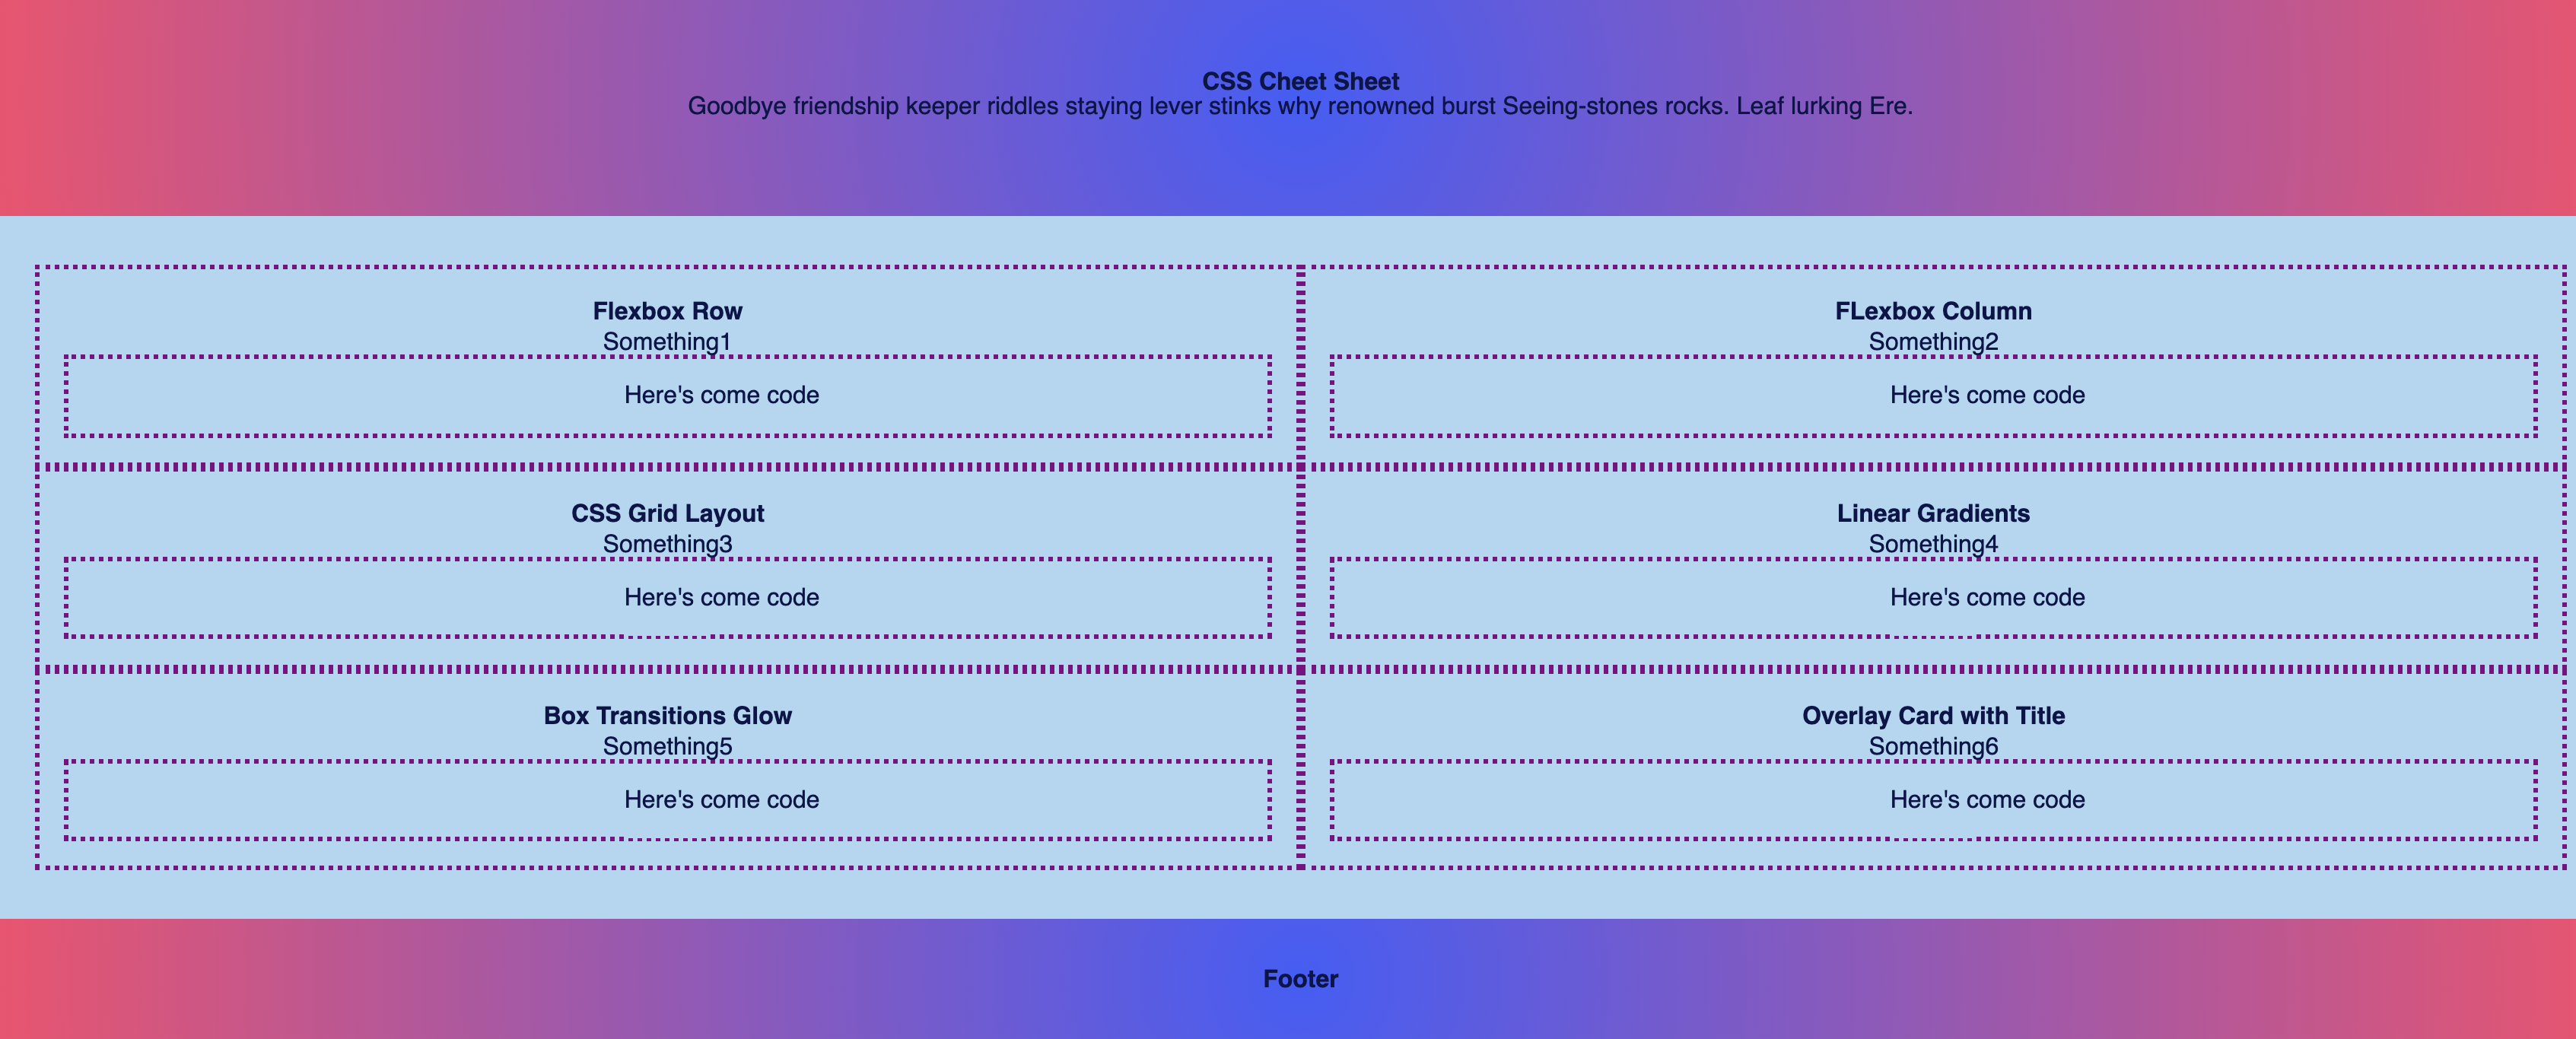 CSS Cheet Sheet
Goodbye friendship keeper riddles staying lever stinks why renowned burst Seeing-stones rocks. Leaf lurking Ere.
Flexbox Row
Something1
Here's come code
FLexbox Column
Something2
Here's come code
CSS Grid Layout
Something3
Here's come code
Linear Gradients
Something4
Here's come code
Box Transitions Glow
Something5
Here's come code
Overlay Card with Title
Something6
Here's come code
Footer